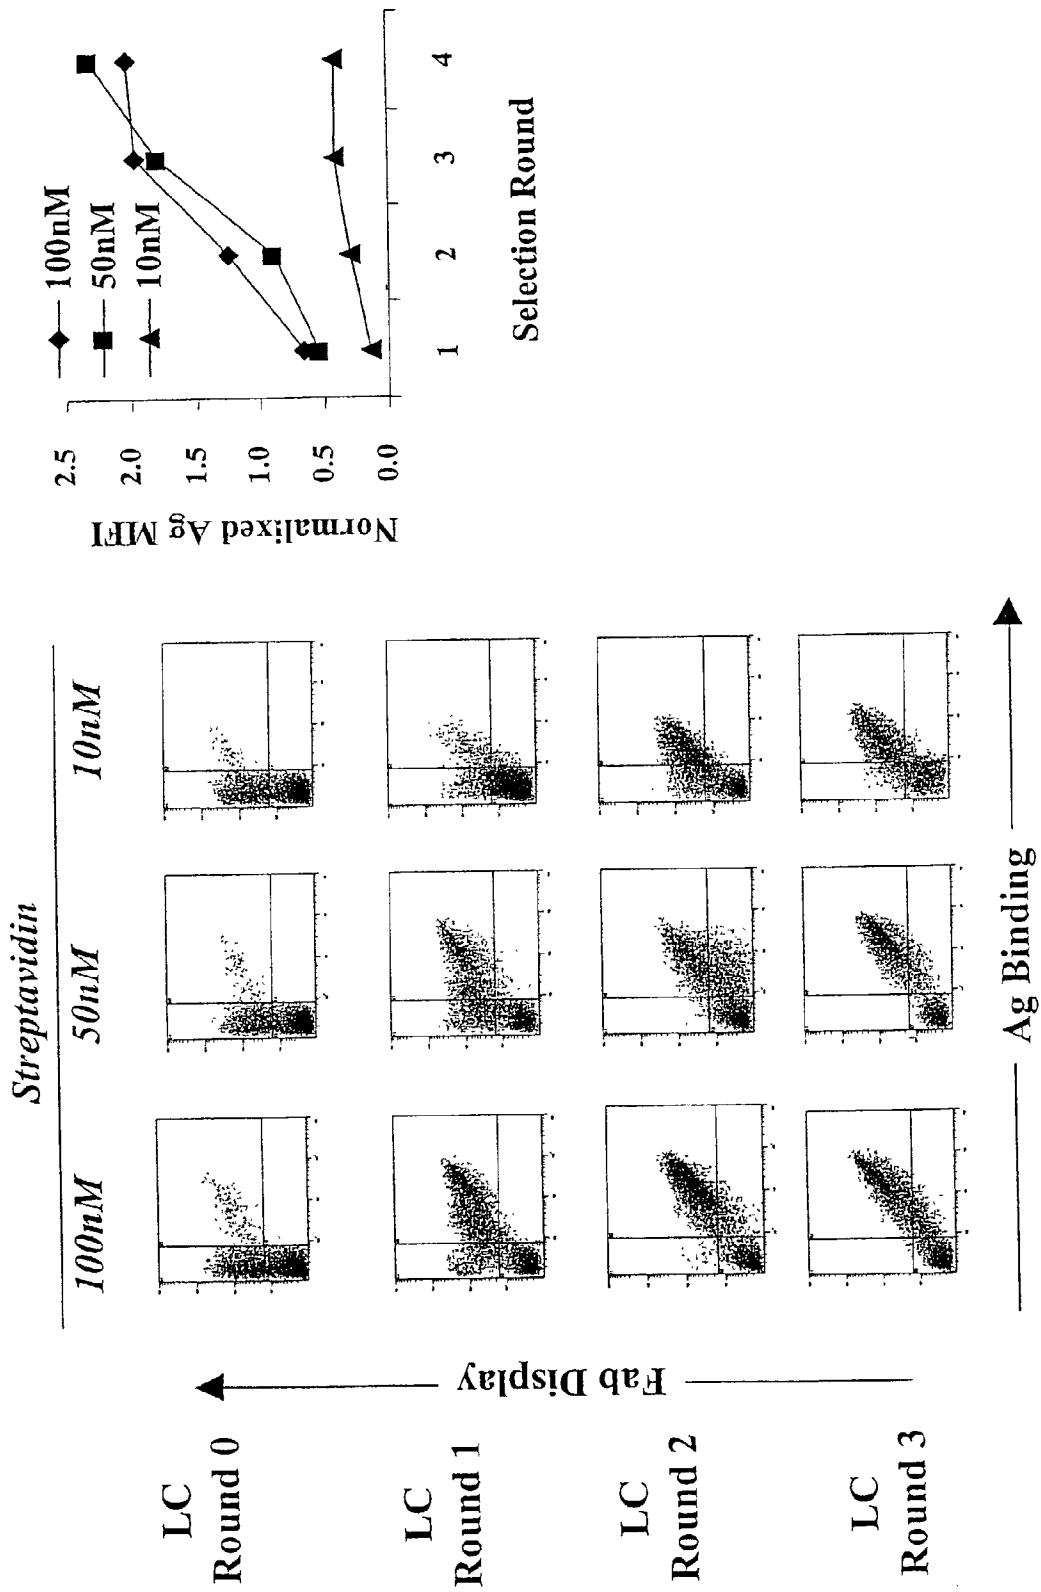 Streptavidin
100nM 50nM 10nM
LC
Round 0
LC
Round 1
LC
Round 2
LC
Round 3
Fab Display
Ag Binding
100nM
50nM
10nM
Normalixed Ag MFI
2.5
2.0
1.5
1.0
0.5
0.0
1 2 3 4
Selection Round